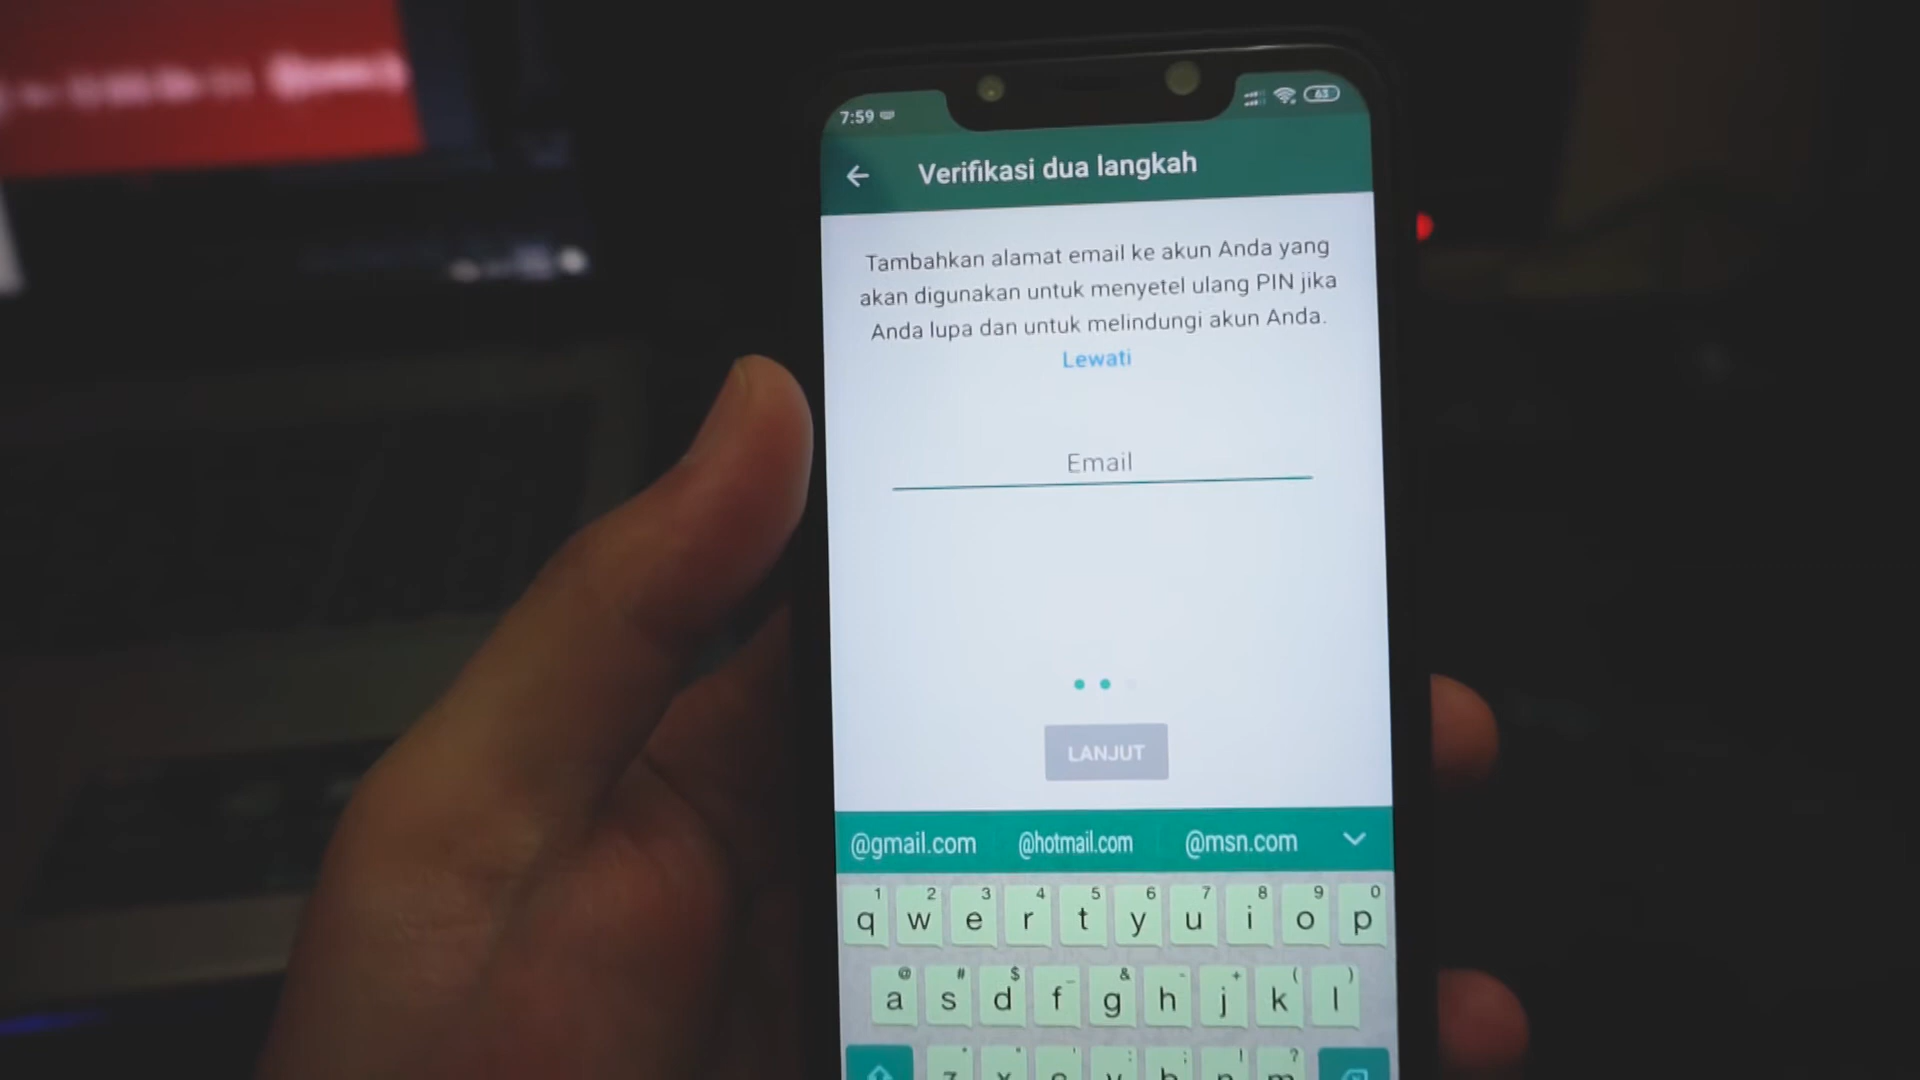 7:59
63
Verifikasi dua langkah
Tambahkan alamat email ke akun Anda yang
akan digunakan untuk menyetel ulang PIN jika
Anda lupa dan untuk melindungi akun Anda.
Lewati
Email
LANJUT
@gmail.com @hotmail.com @msn.com
1 2 3 4 5 6 7 8 9 0
q w e r t y u i o p
@ # $ _ & - + ( )
a s d f g h j k l
z x c v b n m